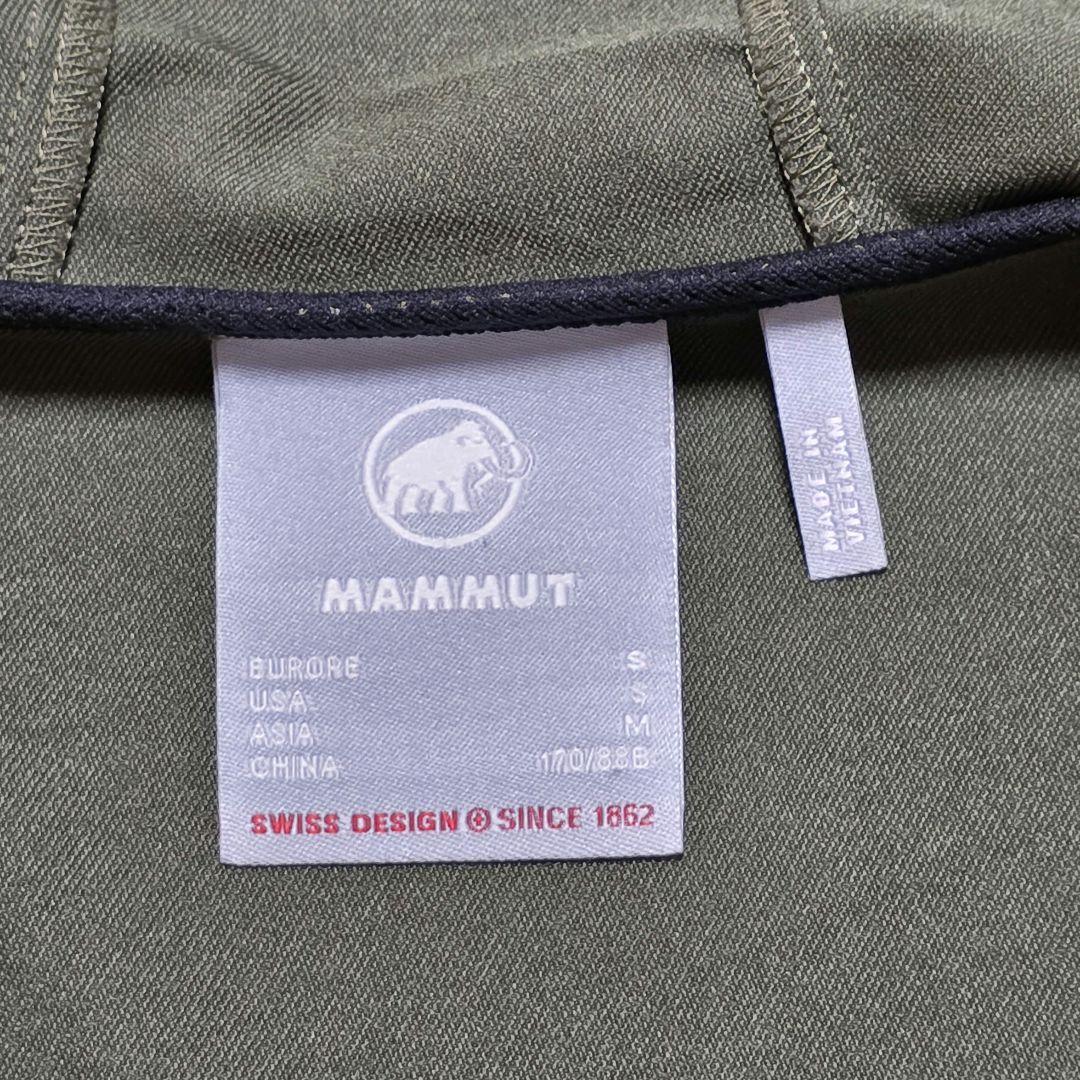 MAMMUT
EUROPE S
USA S
ASIA M
CHINA 170/88B
SWISS DESIGN SINCE 1862
MADE IN
VIETNAM